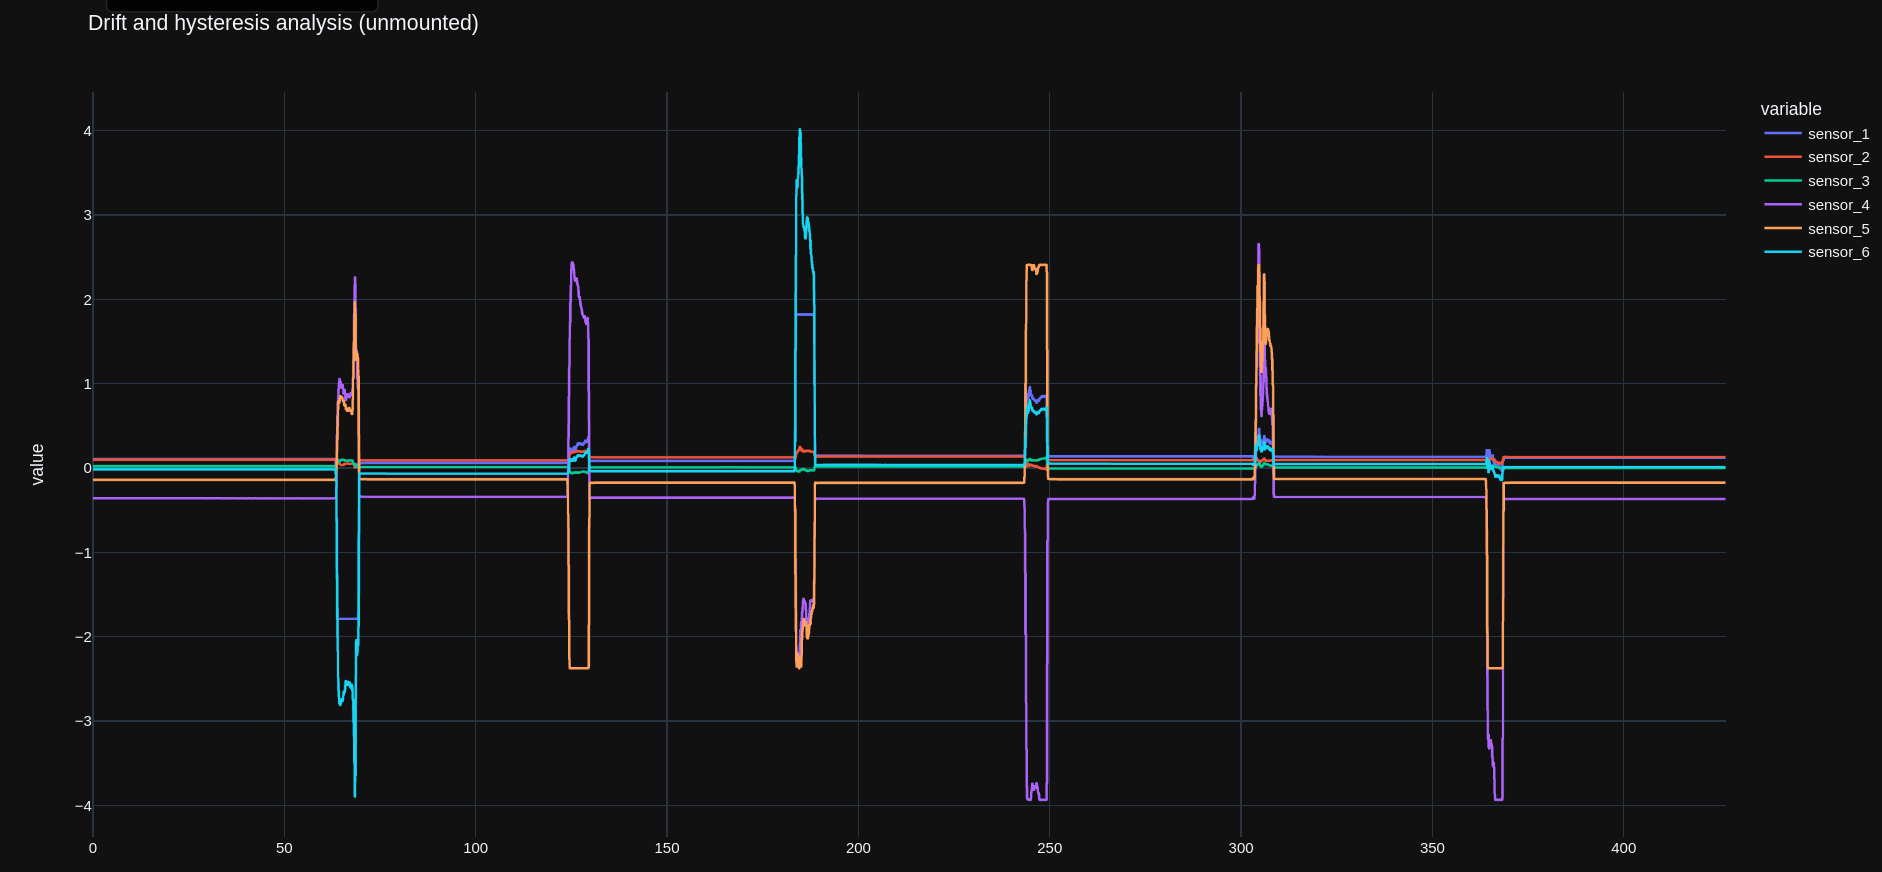 Drift and hysteresis analysis (unmounted)
variable
sensor_1
sensor_2
sensor_3
sensor_4
sensor_5
sensor_6
value
4
3
2
1
0
−1
−2
−3
−4
0
50
100
150
200
250
300
350
400